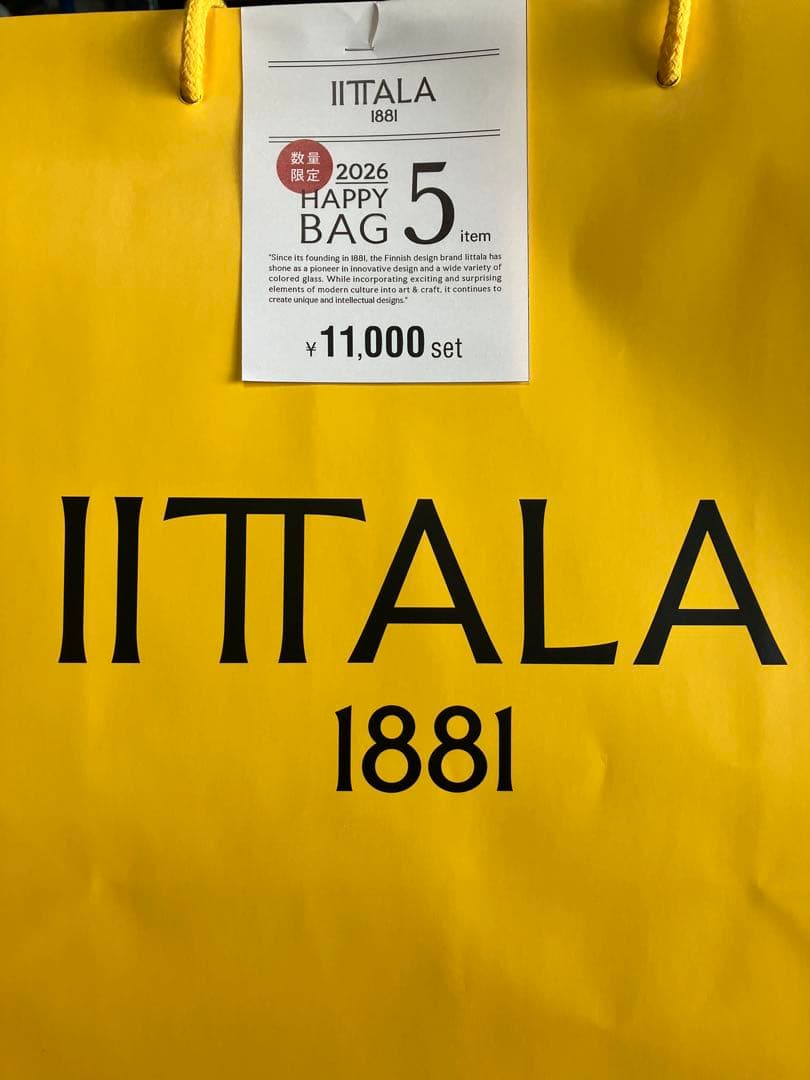 IITTALA
1881
数量
限定
2026
HAPPY
BAG
5
item
"Since its founding in 1881, the Finnish design brand Iittala has
shone as a pioneer in innovative design and a wide variety of
colored glass. While incorporating exciting and surprising
elements of modern culture into art & craft, it continues to
create unique and intellectual designs."
¥11,000 set
IITTALA
1881